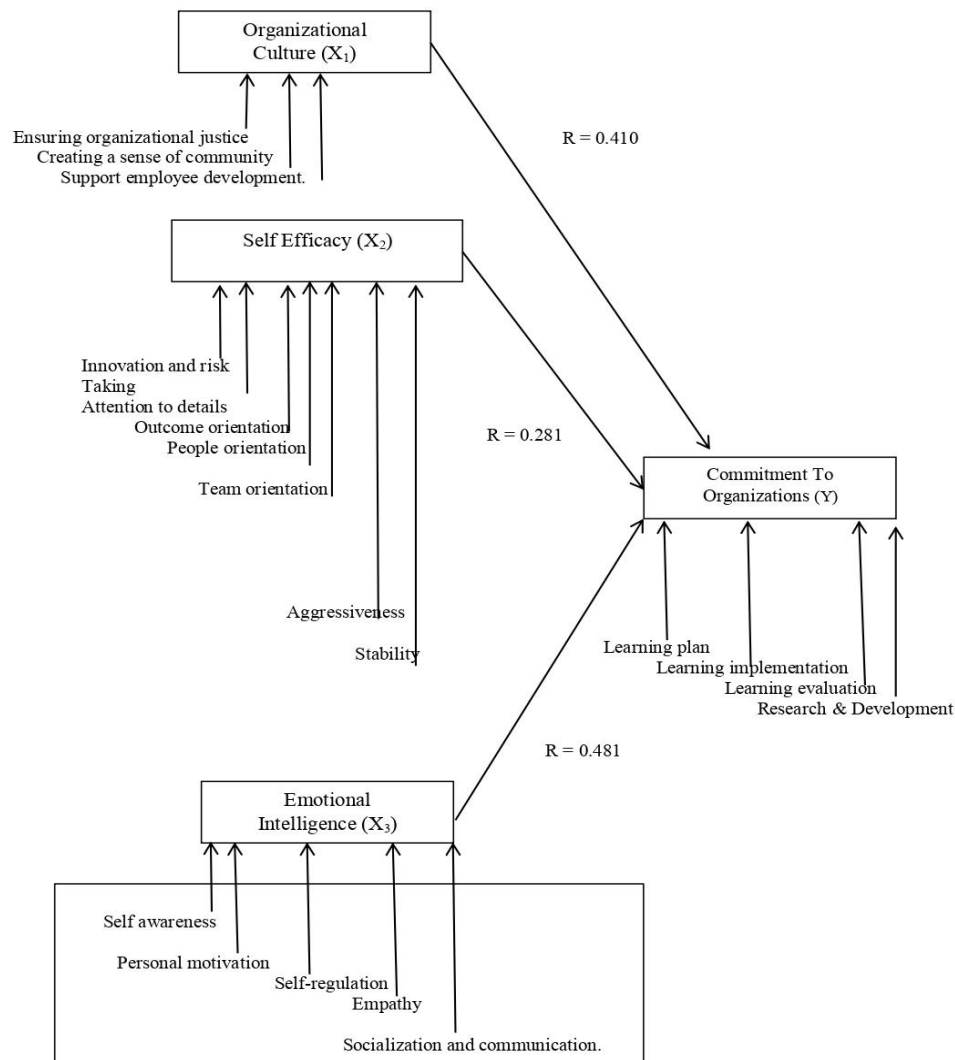 Organizational
Culture (X₁)
R = 0.410
Ensuring organizational justice
Creating a sense of community
Support employee development.
Self Efficacy (X₂)
Innovation and risk
Taking
Attention to details
Outcome orientation
People orientation
R = 0.281
Team orientation
Commitment To
Organizations (Y)
Aggressiveness
Stability
Learning plan
Learning implementation
Learning evaluation
Research & Development
R = 0.481
Emotional
Intelligence (X₃)
Self awareness
Personal motivation
Self-regulation
Empathy
Socialization and communication.